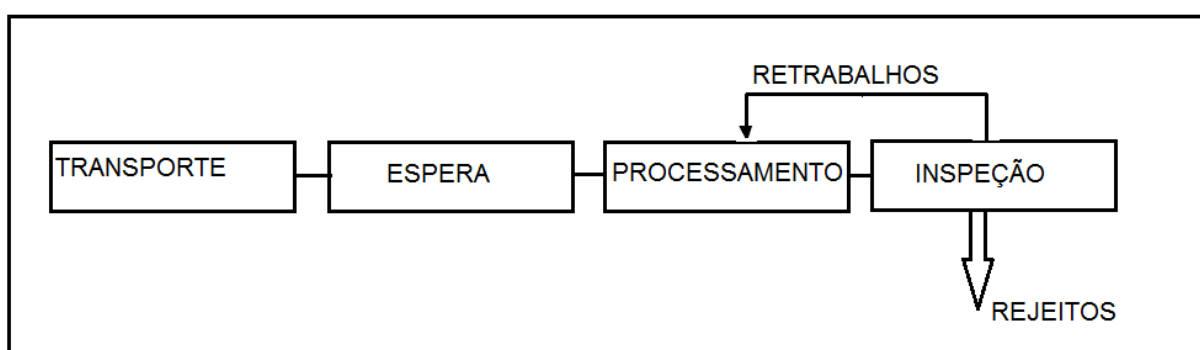 RETRABALHOS
TRANSPORTE
ESPERA
PROCESSAMENTO
INSPEÇÃO
REJEITOS